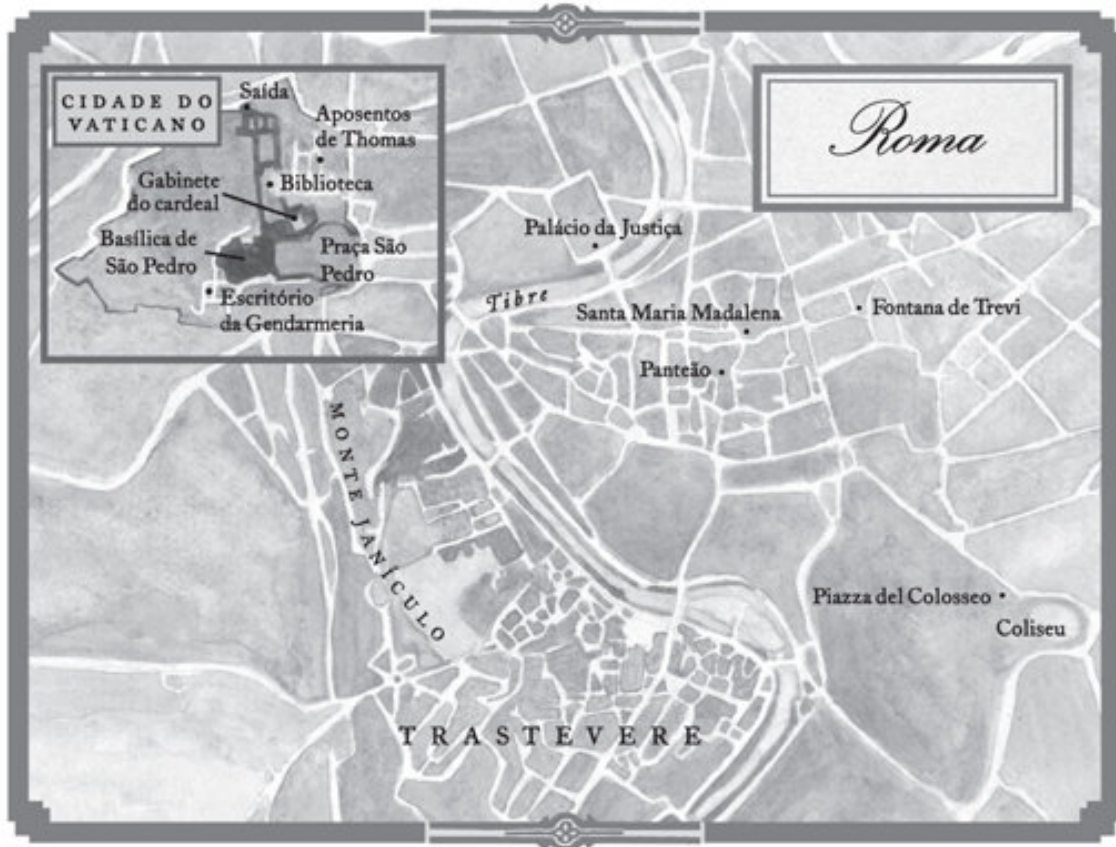 CIDADE DO
VATICANO
Saída
Aposentos
de Thomas
Biblioteca
Gabinete
do cardeal
Basílica de
São Pedro
Praça São
Pedro
Escritório
da Gendarmeria
Roma
Palácio da Justiça
Tibre
Santa Maria Madalena
Fontana de Trevi
Panteão
MONTE JANÍCULO
Piazza del Colosseo
Coliseu
TRASTEVERE